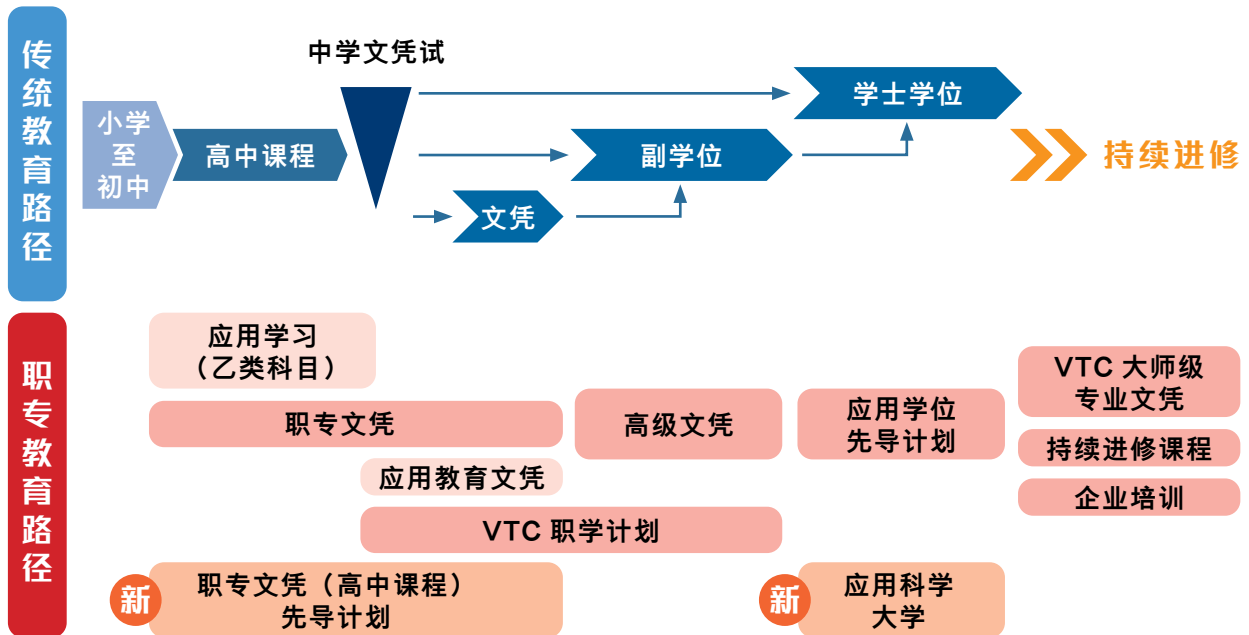 传统教育路径
中学文凭试
小学
至
初中
高中课程
学士学位
副学位
文凭
持续进修
职专教育路径
应用学习
（乙类科目）
职专文凭
应用教育文凭
VTC 职学计划
高级文凭
应用学位
先导计划
VTC 大师级
专业文凭
持续进修课程
企业培训
新
职专文凭（高中课程）
先导计划
新
应用科学
大学